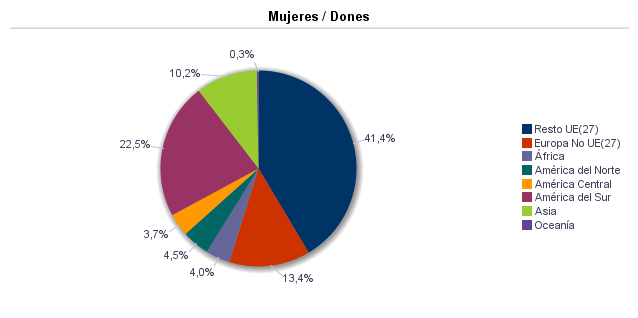 Mujeres / Dones
0,3%
10,2%
41,4%
22,5%
3,7%
4,5%
4,0%
13,4%
Resto UE(27)
Europa No UE(27)
África
América del Norte
América Central
América del Sur
Asia
Oceanía